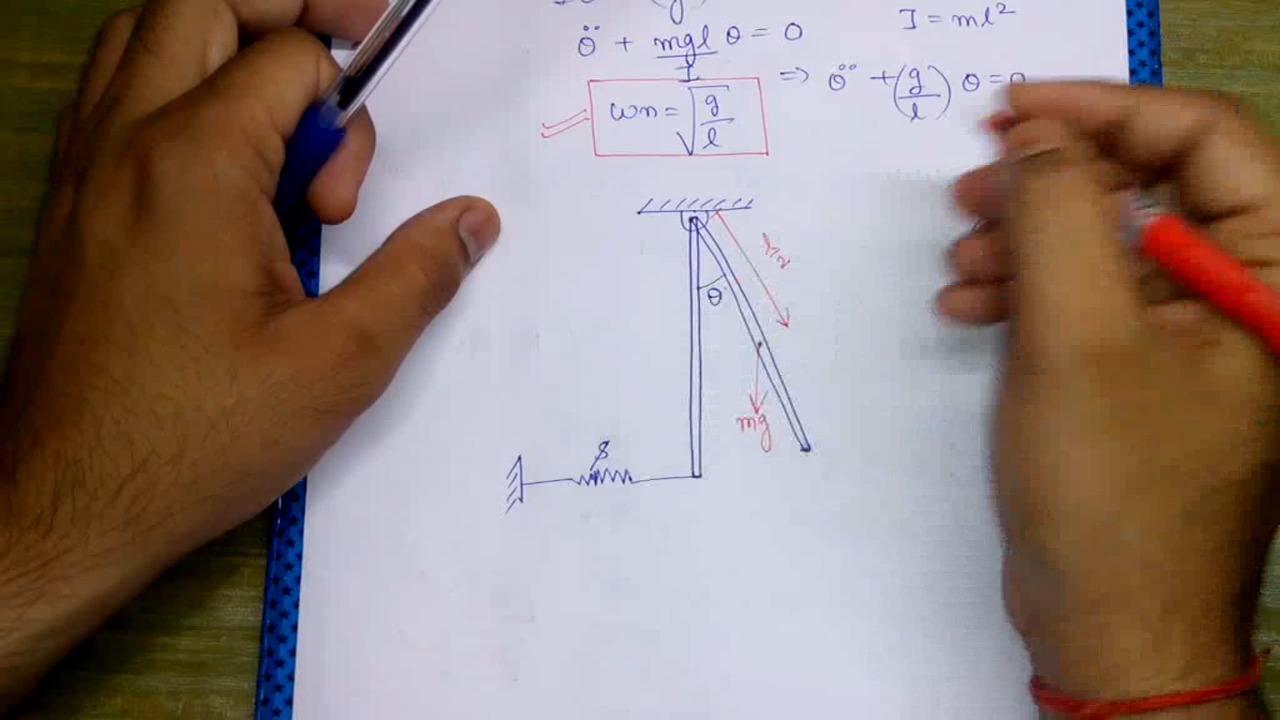 θ̈ + mgl/I θ = 0
I = ml²
⇒ θ̈ + (g/l) θ = 0
ωn = √(g/l)
l/2
θ
mg
s